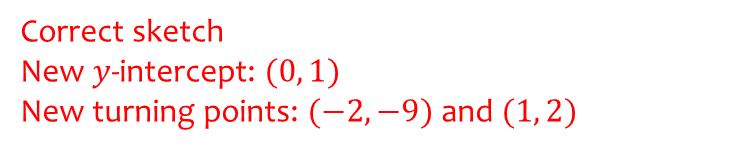 Correct sketch
New y-intercept: (0, 1)
New turning points: (−2, −9) and (1, 2)